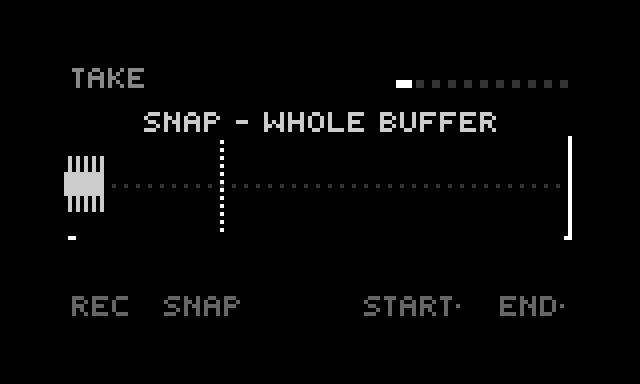 TAKE
SNAP - WHOLE BUFFER
REC SNAP START· END·